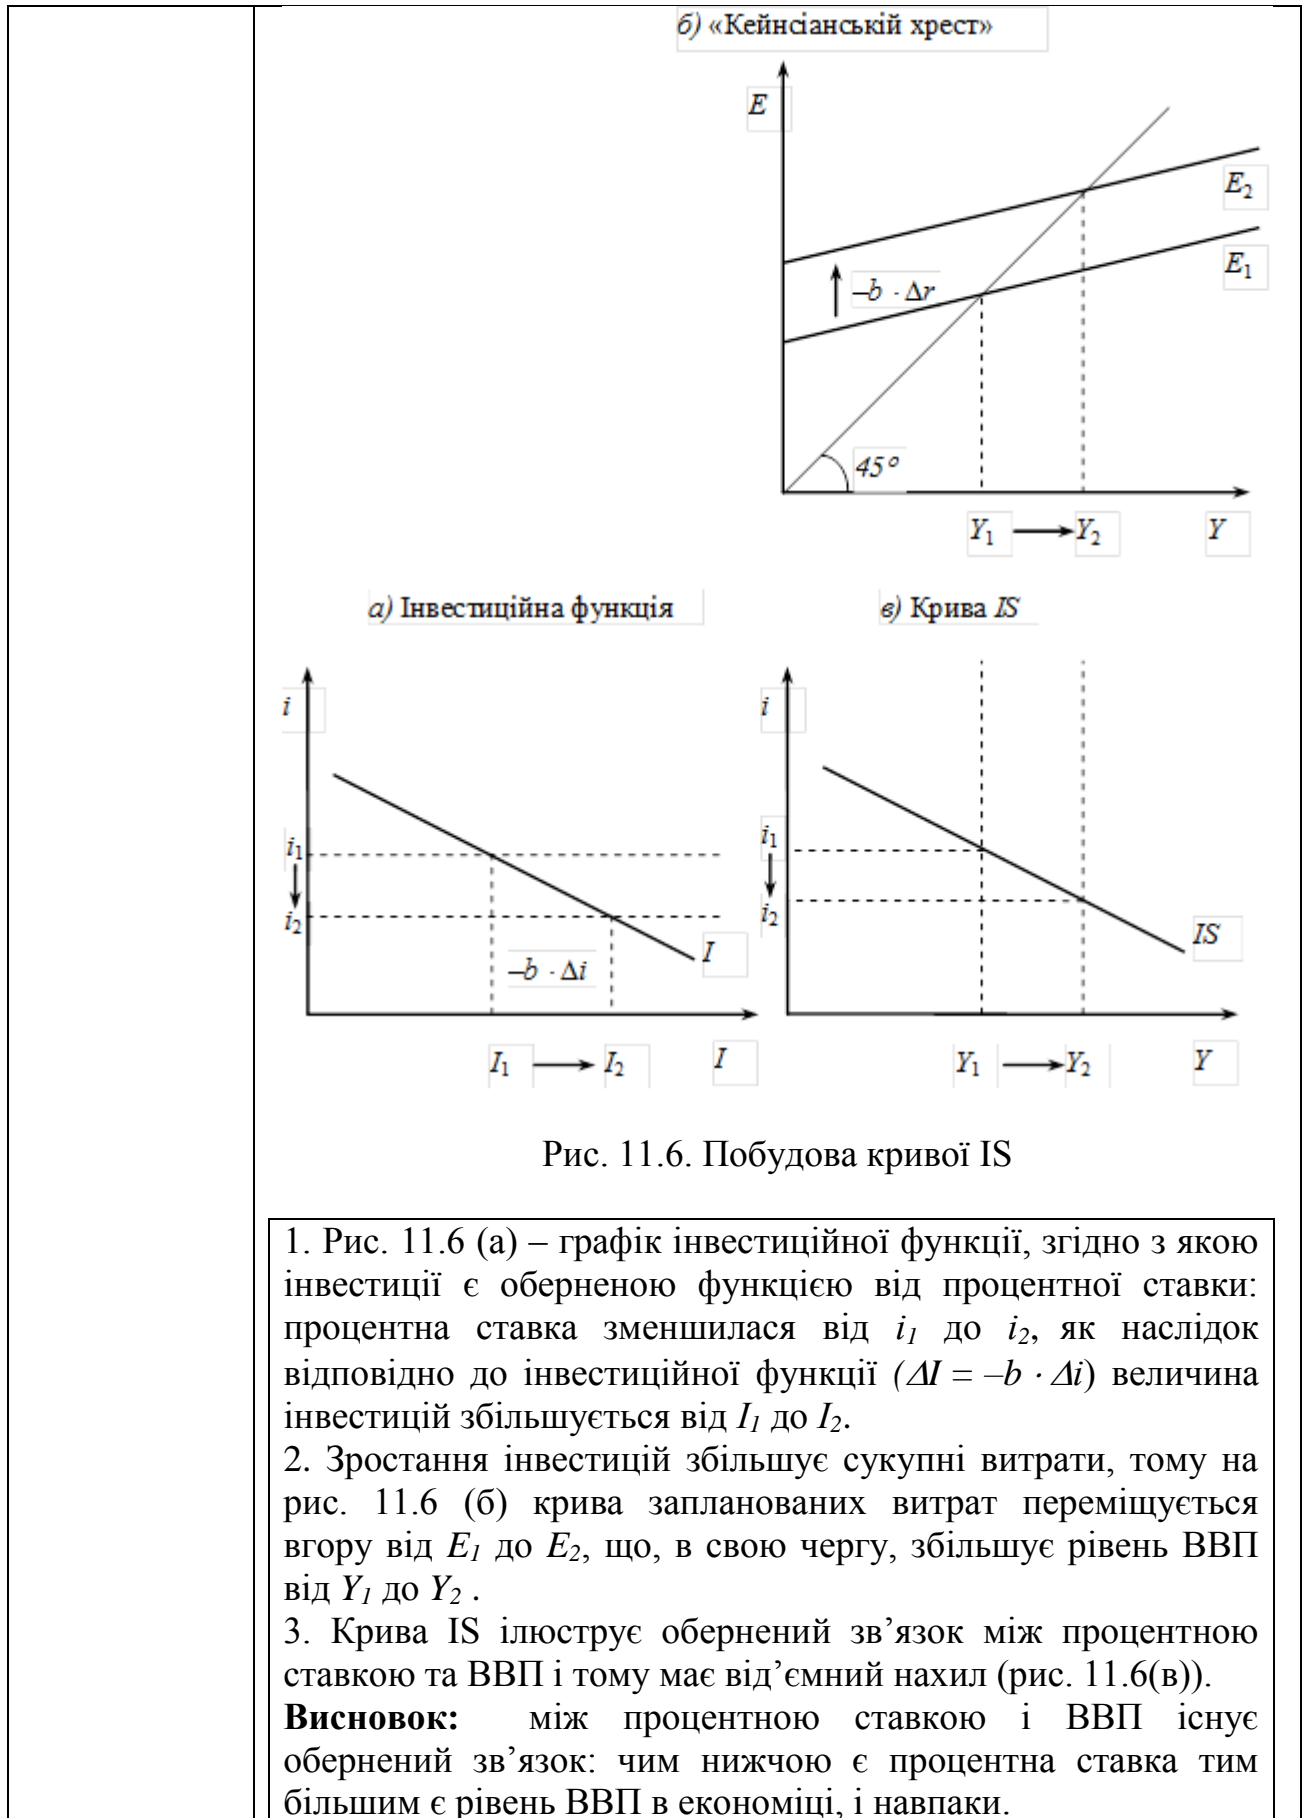 б) «Кейнсіанській хрест»
E
E₂
E₁
–b · Δr
45°
Y₁ Y₂ Y
а) Інвестиційна функція
в) Крива IS
i
i
i₁
i₁
i₂
i₂
IS
I
–b · Δi
I₁ I₂ I
Y₁ Y₂ Y
Рис. 11.6. Побудова кривої IS
1. Рис. 11.6 (а) – графік інвестиційної функції, згідно з якою
інвестиції є оберненою функцією від процентної ставки:
процентна ставка зменшилася від i₁ до i₂, як наслідок
відповідно до інвестиційної функції (ΔI = –b · Δi) величина
інвестицій збільшується від I₁ до I₂.
2. Зростання інвестицій збільшує сукупні витрати, тому на
рис. 11.6 (б) крива запланованих витрат переміщується
вгору від E₁ до E₂, що, в свою чергу, збільшує рівень ВВП
від Y₁ до Y₂ .
3. Крива IS ілюструє обернений зв’язок між процентною
ставкою та ВВП і тому має від’ємний нахил (рис. 11.6(в)).
Висновок: між процентною ставкою і ВВП існує
обернений зв’язок: чим нижчою є процентна ставка тим
більшим є рівень ВВП в економіці, і навпаки.